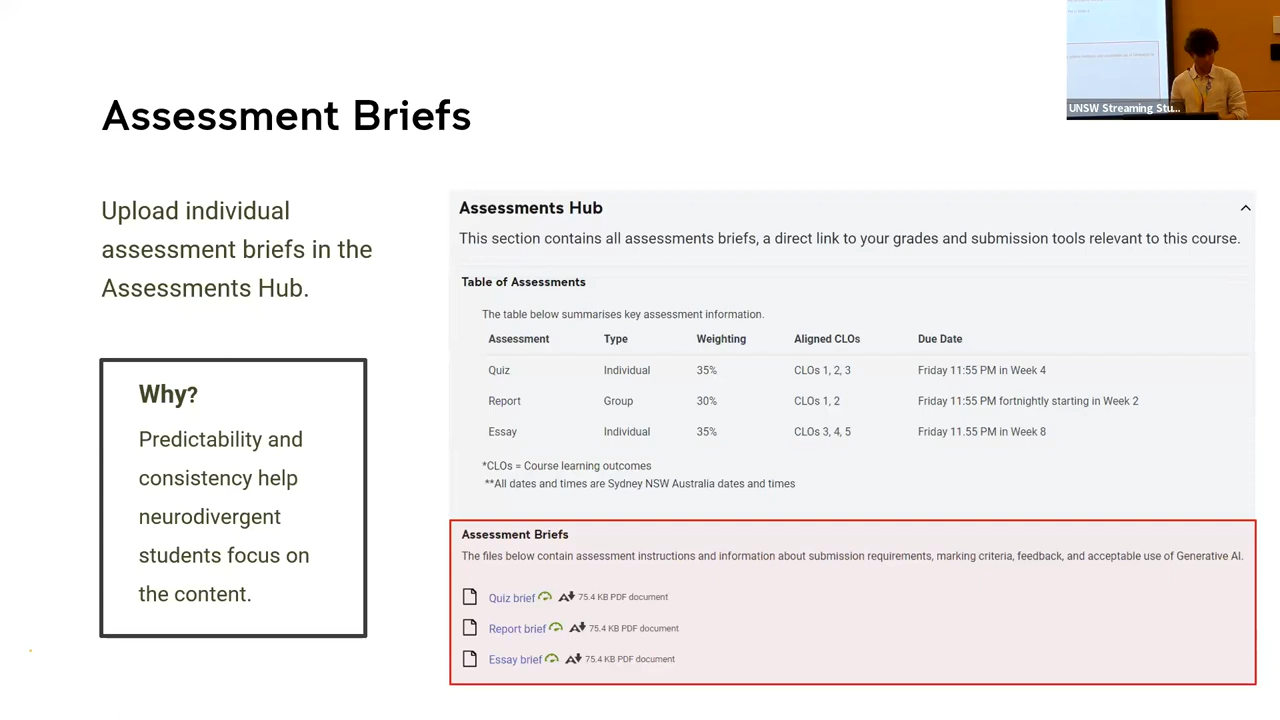 UNSW Streaming Stu...
Assessment Briefs
Upload individual
assessment briefs in the
Assessments Hub.
Why?
Predictability and
consistency help
neurodivergent
students focus on
the content.
Assessments Hub
This section contains all assessments briefs, a direct link to your grades and submission tools relevant to this course.
Table of Assessments
The table below summarises key assessment information.
Assessment Type Weighting Aligned CLOs Due Date
Quiz Individual 35% CLOs 1, 2, 3 Friday 11:55 PM in Week 4
Report Group 30% CLOs 1, 2 Friday 11:55 PM fortnightly starting in Week 2
Essay Individual 35% CLOs 3, 4, 5 Friday 11.55 PM in Week 8
*CLOs = Course learning outcomes
**All dates and times are Sydney NSW Australia dates and times
Assessment Briefs
The files below contain assessment instructions and information about submission requirements, marking criteria, feedback, and acceptable use of Generative AI.
Quiz brief 75.4 KB PDF document
Report brief 75.4 KB PDF document
Essay brief 75.4 KB PDF document